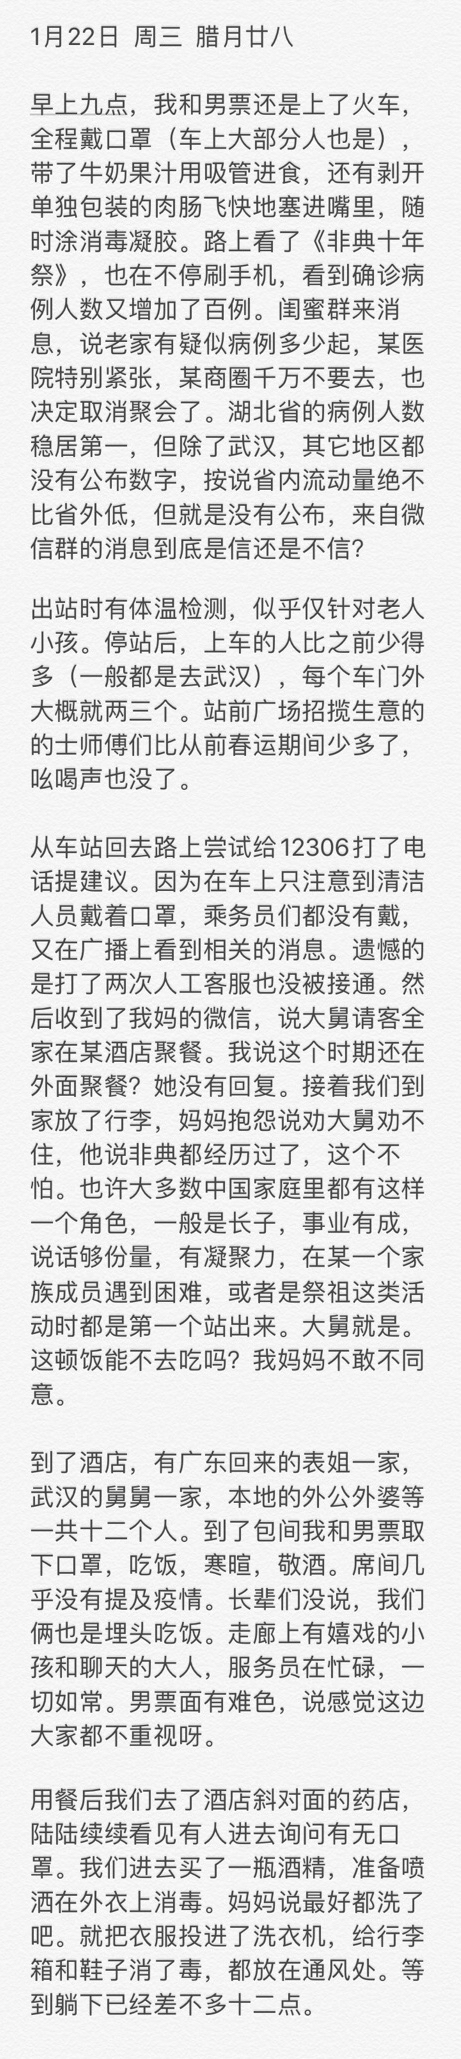 1月22日 周三 腊月廿八
早上九点，我和男票还是上了火车，
全程戴口罩（车上大部分人也是），
带了牛奶果汁用吸管进食，还有剥开
单独包装的肉肠飞快地塞进嘴里，随
时涂消毒凝胶。路上看了《非典十年
祭》，也在不停刷手机，看到确诊病
例人数又增加了百例。闺蜜群来消
息，说老家有疑似病例多少起，某医
院特别紧张，某商圈千万不要去，也
决定取消聚会了。湖北省的病例人数
稳居第一，但除了武汉，其它地区都
没有公布数字，按说省内流动量绝不
比省外低，但就是没有公布，来自微
信群的消息到底是信还是不信？
出站时有体温检测，似乎仅针对老人
小孩。停站后，上车的人比之前少得
多（一般都是去武汉），每个车门外
大概就两三个。站前广场招揽生意的
的士师傅们比从前春运期间少多了，
吆喝声也没了。
从车站回去路上尝试给12306打了电
话提建议。因为在车上只注意到清洁
人员戴着口罩，乘务员们都没有戴，
又在广播上看到相关的消息。遗憾的
是打了两次人工客服也没被接通。然
后收到了我妈的微信，说大舅请客全
家在某酒店聚餐。我说这个时期还在
外面聚餐？她没有回复。接着我们到
家放了行李，妈妈抱怨说劝大舅劝不
住，他说非典都经历过了，这个不
怕。也许大多数中国家庭里都有这样
一个角色，一般是长子，事业有成，
说话够份量，有凝聚力，在某一个家
族成员遇到困难，或者是祭祖这类活
动时都是第一个站出来。大舅就是。
这顿饭能不去吃吗？我妈妈不敢不同
意。
到了酒店，有广东回来的表姐一家，
武汉的舅舅一家，本地的外公外婆等
一共十二个人。到了包间我和男票取
下口罩，吃饭，寒暄，敬酒。席间几
乎没有提及疫情。长辈们没说，我们
俩也是埋头吃饭。走廊上有嬉戏的小
孩和聊天的大人，服务员在忙碌，一
切如常。男票面有难色，说感觉这边
大家都不重视呀。
用餐后我们去了酒店斜对面的药店，
陆陆续续看见有人进去询问有无口
罩。我们进去买了一瓶酒精，准备喷
洒在外衣上消毒。妈妈说最好都洗了
吧。就把衣服投进了洗衣机，给行李
箱和鞋子消了毒，都放在通风处。等
到躺下已经差不多十二点。